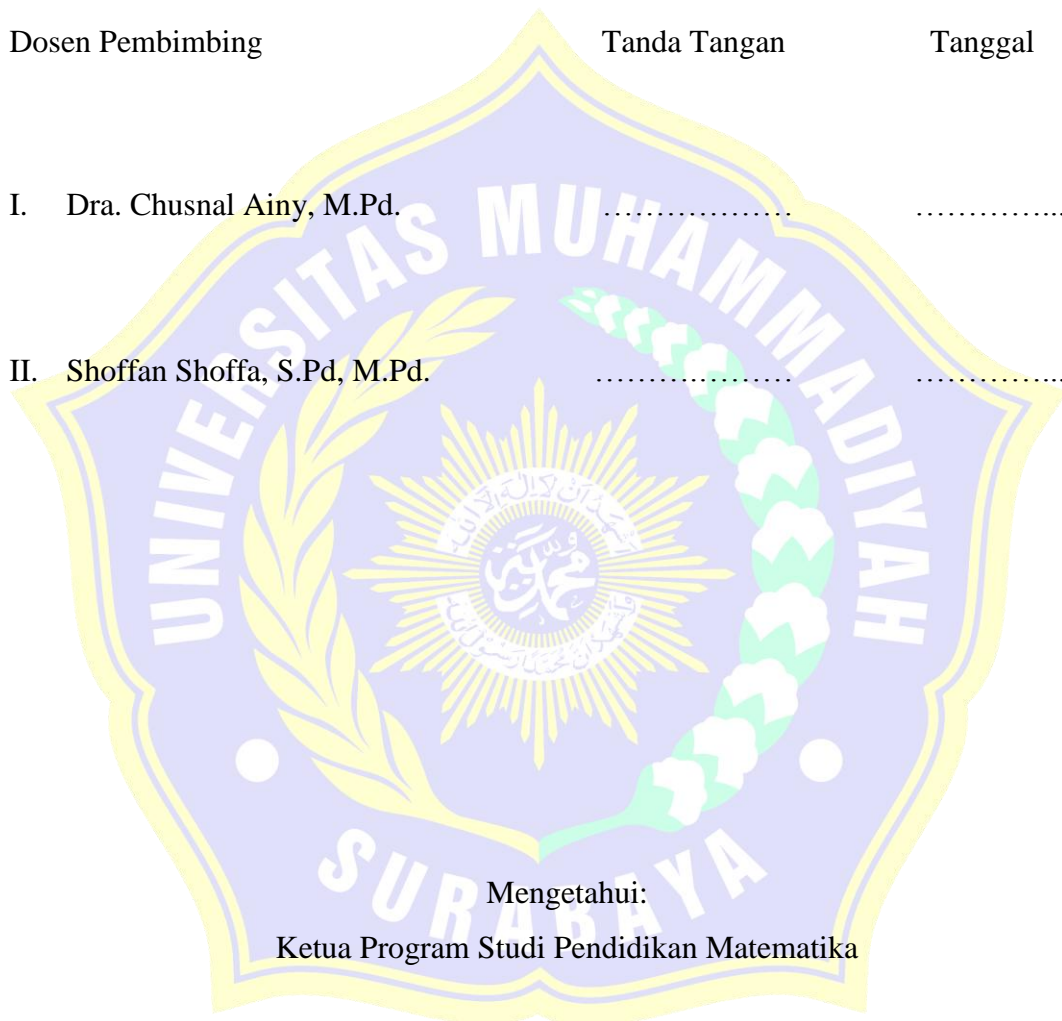 Dosen Pembimbing Tanda Tangan Tanggal
I. Dra. Chusnal Ainy, M.Pd. ……………… …………...
UNIVERSITAS MUHAMMADIYAH
II. Shoffan Shoffa, S.Pd, M.Pd. ……………… …………...
محمد
SURABAYA
Mengetahui:
Ketua Program Studi Pendidikan Matematika